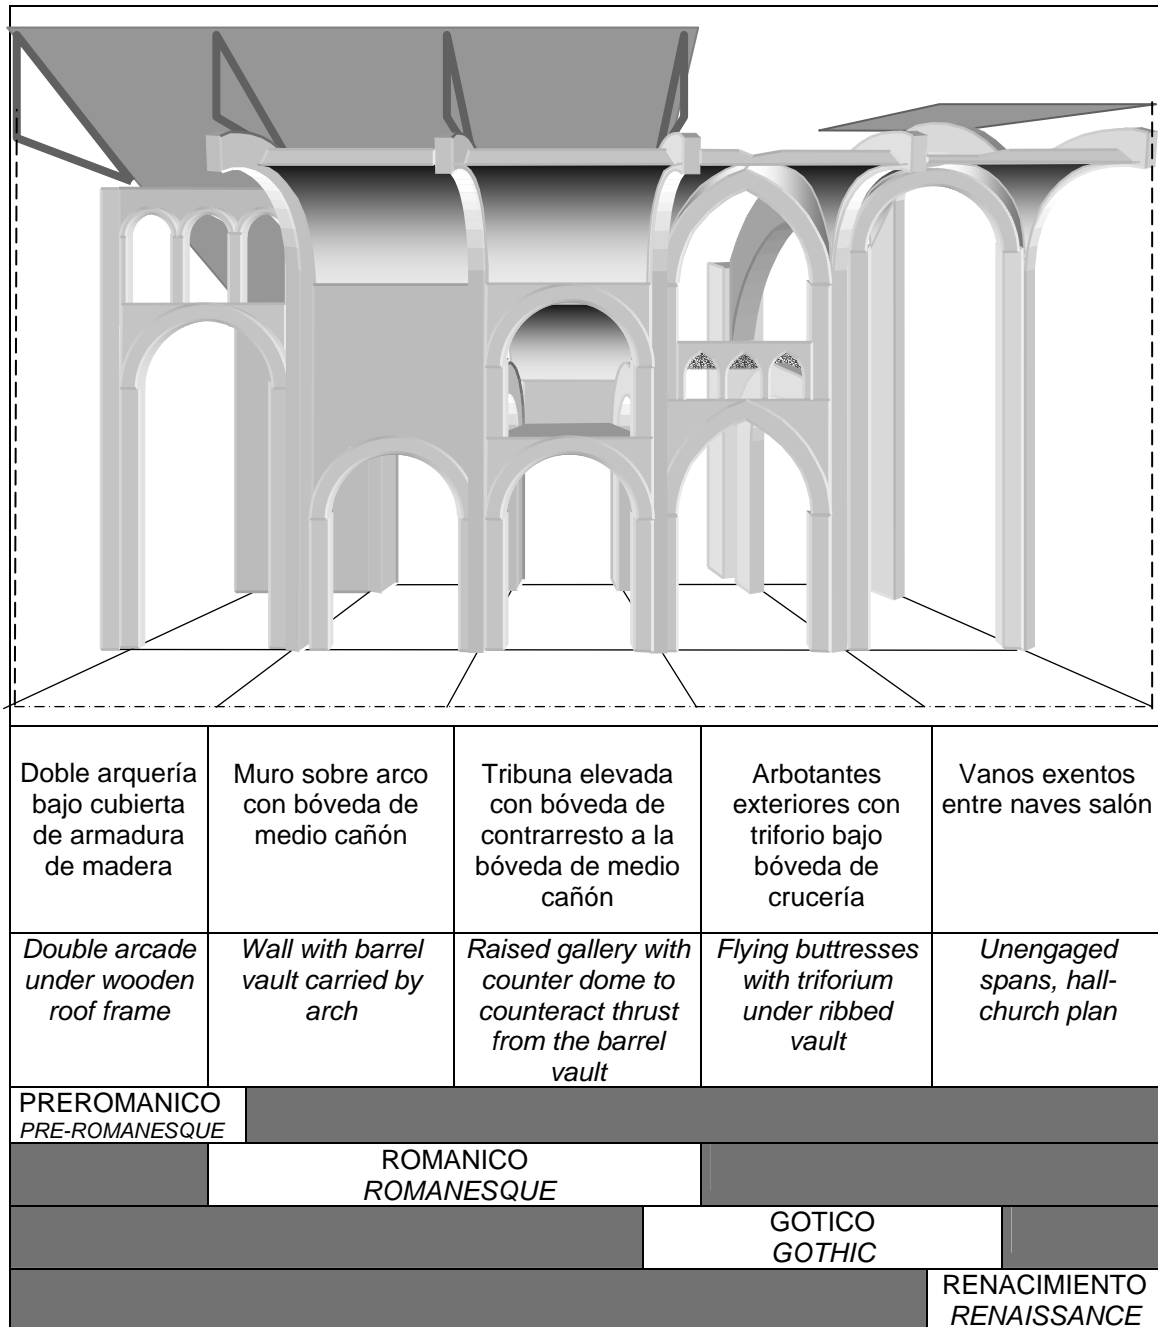 Doble arquería
bajo cubierta
de armadura
de madera
Muro sobre arco
con bóveda de
medio cañón
Tribuna elevada
con bóveda de
contrarresto a la
bóveda de medio
cañón
Arbotantes
exteriores con
triforio bajo
bóveda de
crucería
Vanos exentos
entre naves salón
Double arcade
under wooden
roof frame
Wall with barrel
vault carried by
arch
Raised gallery with
counter dome to
counteract thrust
from the barrel
vault
Flying buttresses
with triforium
under ribbed
vault
Unengaged
spans, hall-
church plan
PREROMANICO
PRE-ROMANESQUE
ROMANICO
ROMANESQUE
GOTICO
GOTHIC
RENACIMIENTO
RENAISSANCE